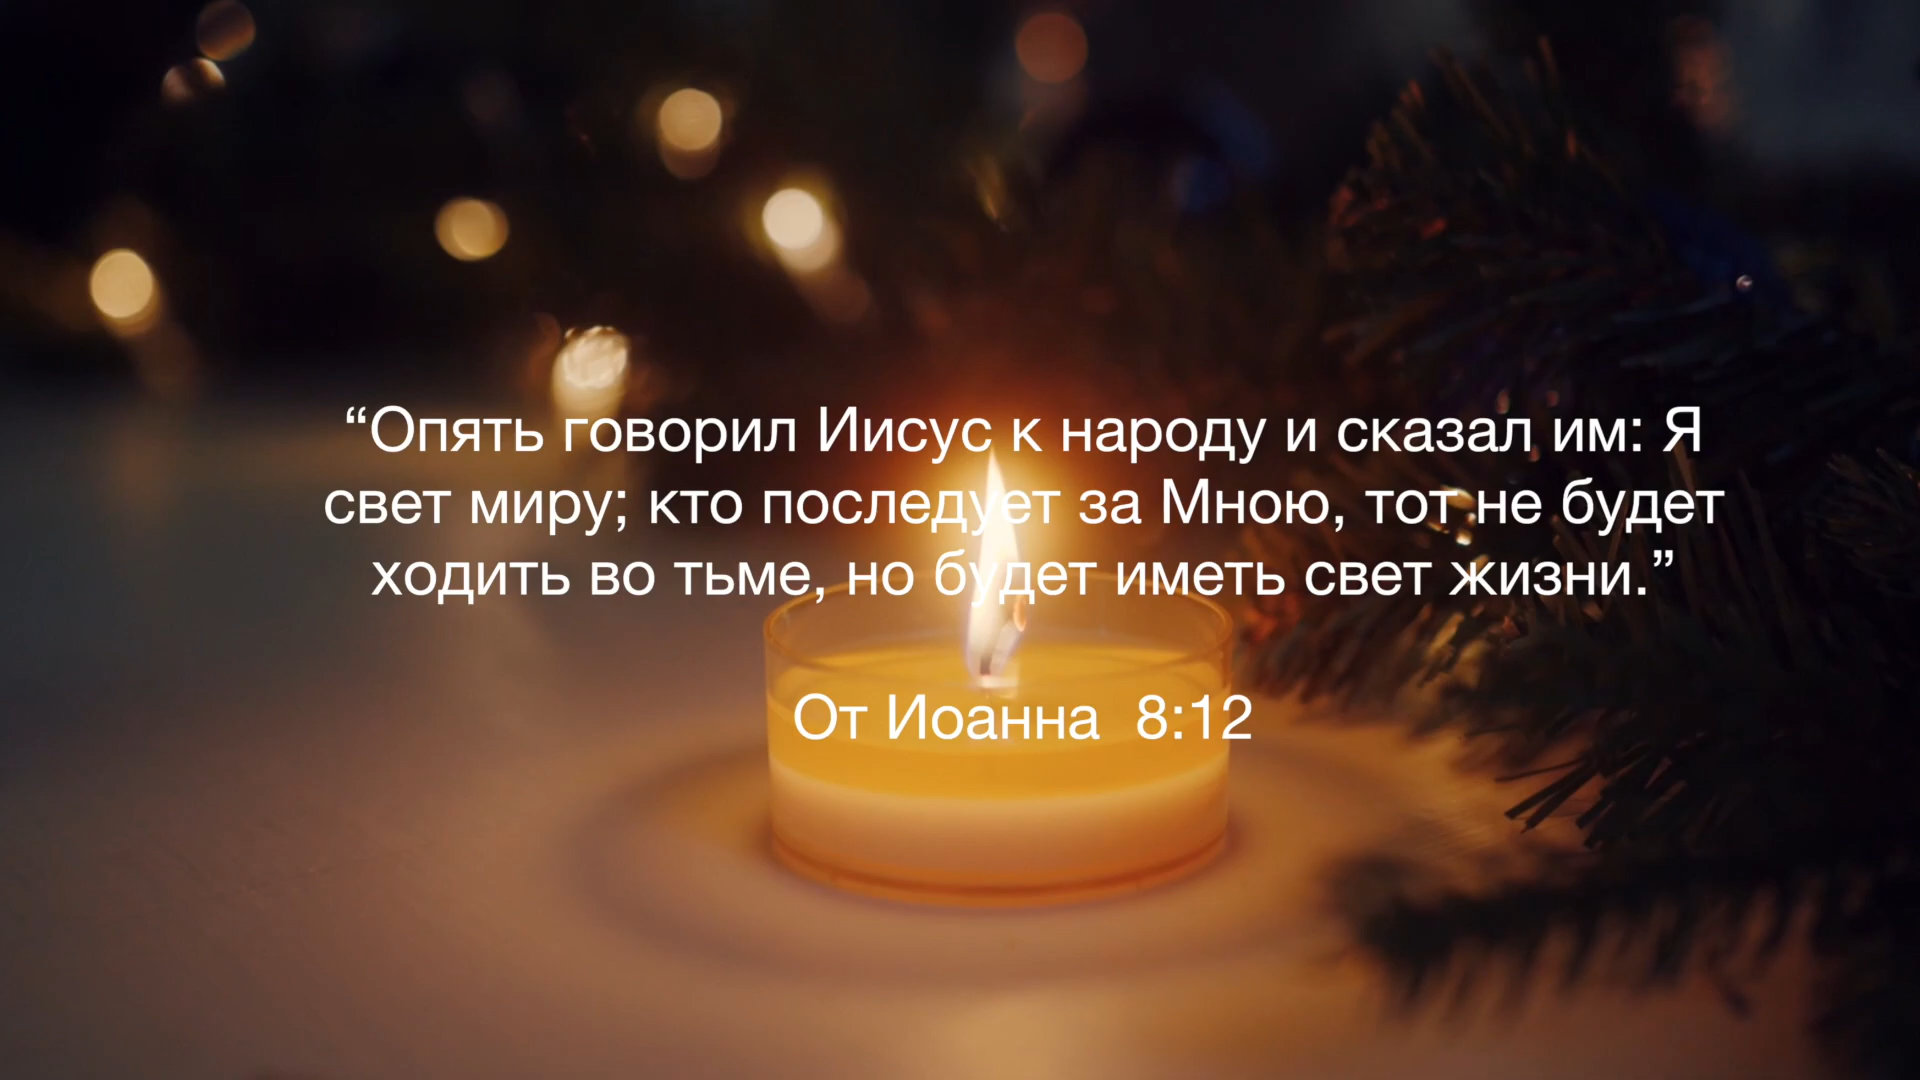 “Опять говорил Иисус к народу и сказал им: Я
свет миру; кто последует за Мною, тот не будет
ходить во тьме, но будет иметь свет жизни.”
От Иоанна  8:12